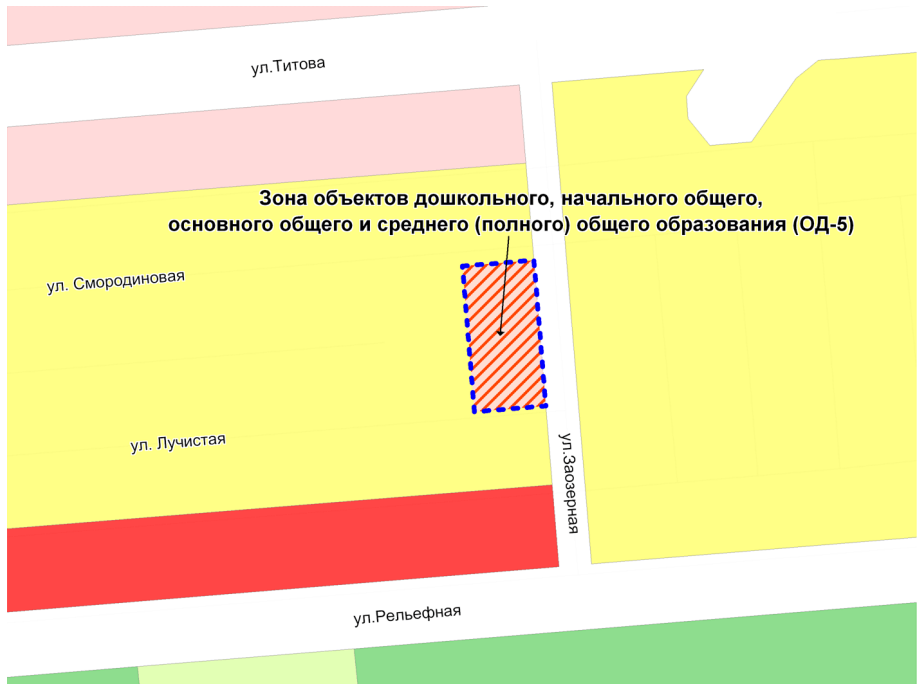 ул.Титова
Зона объектов дошкольного, начального общего,
основного общего и среднего (полного) общего образования (ОД-5)
ул. Смородиновая
ул. Лучистая
ул.Заозерная
ул.Рельефная